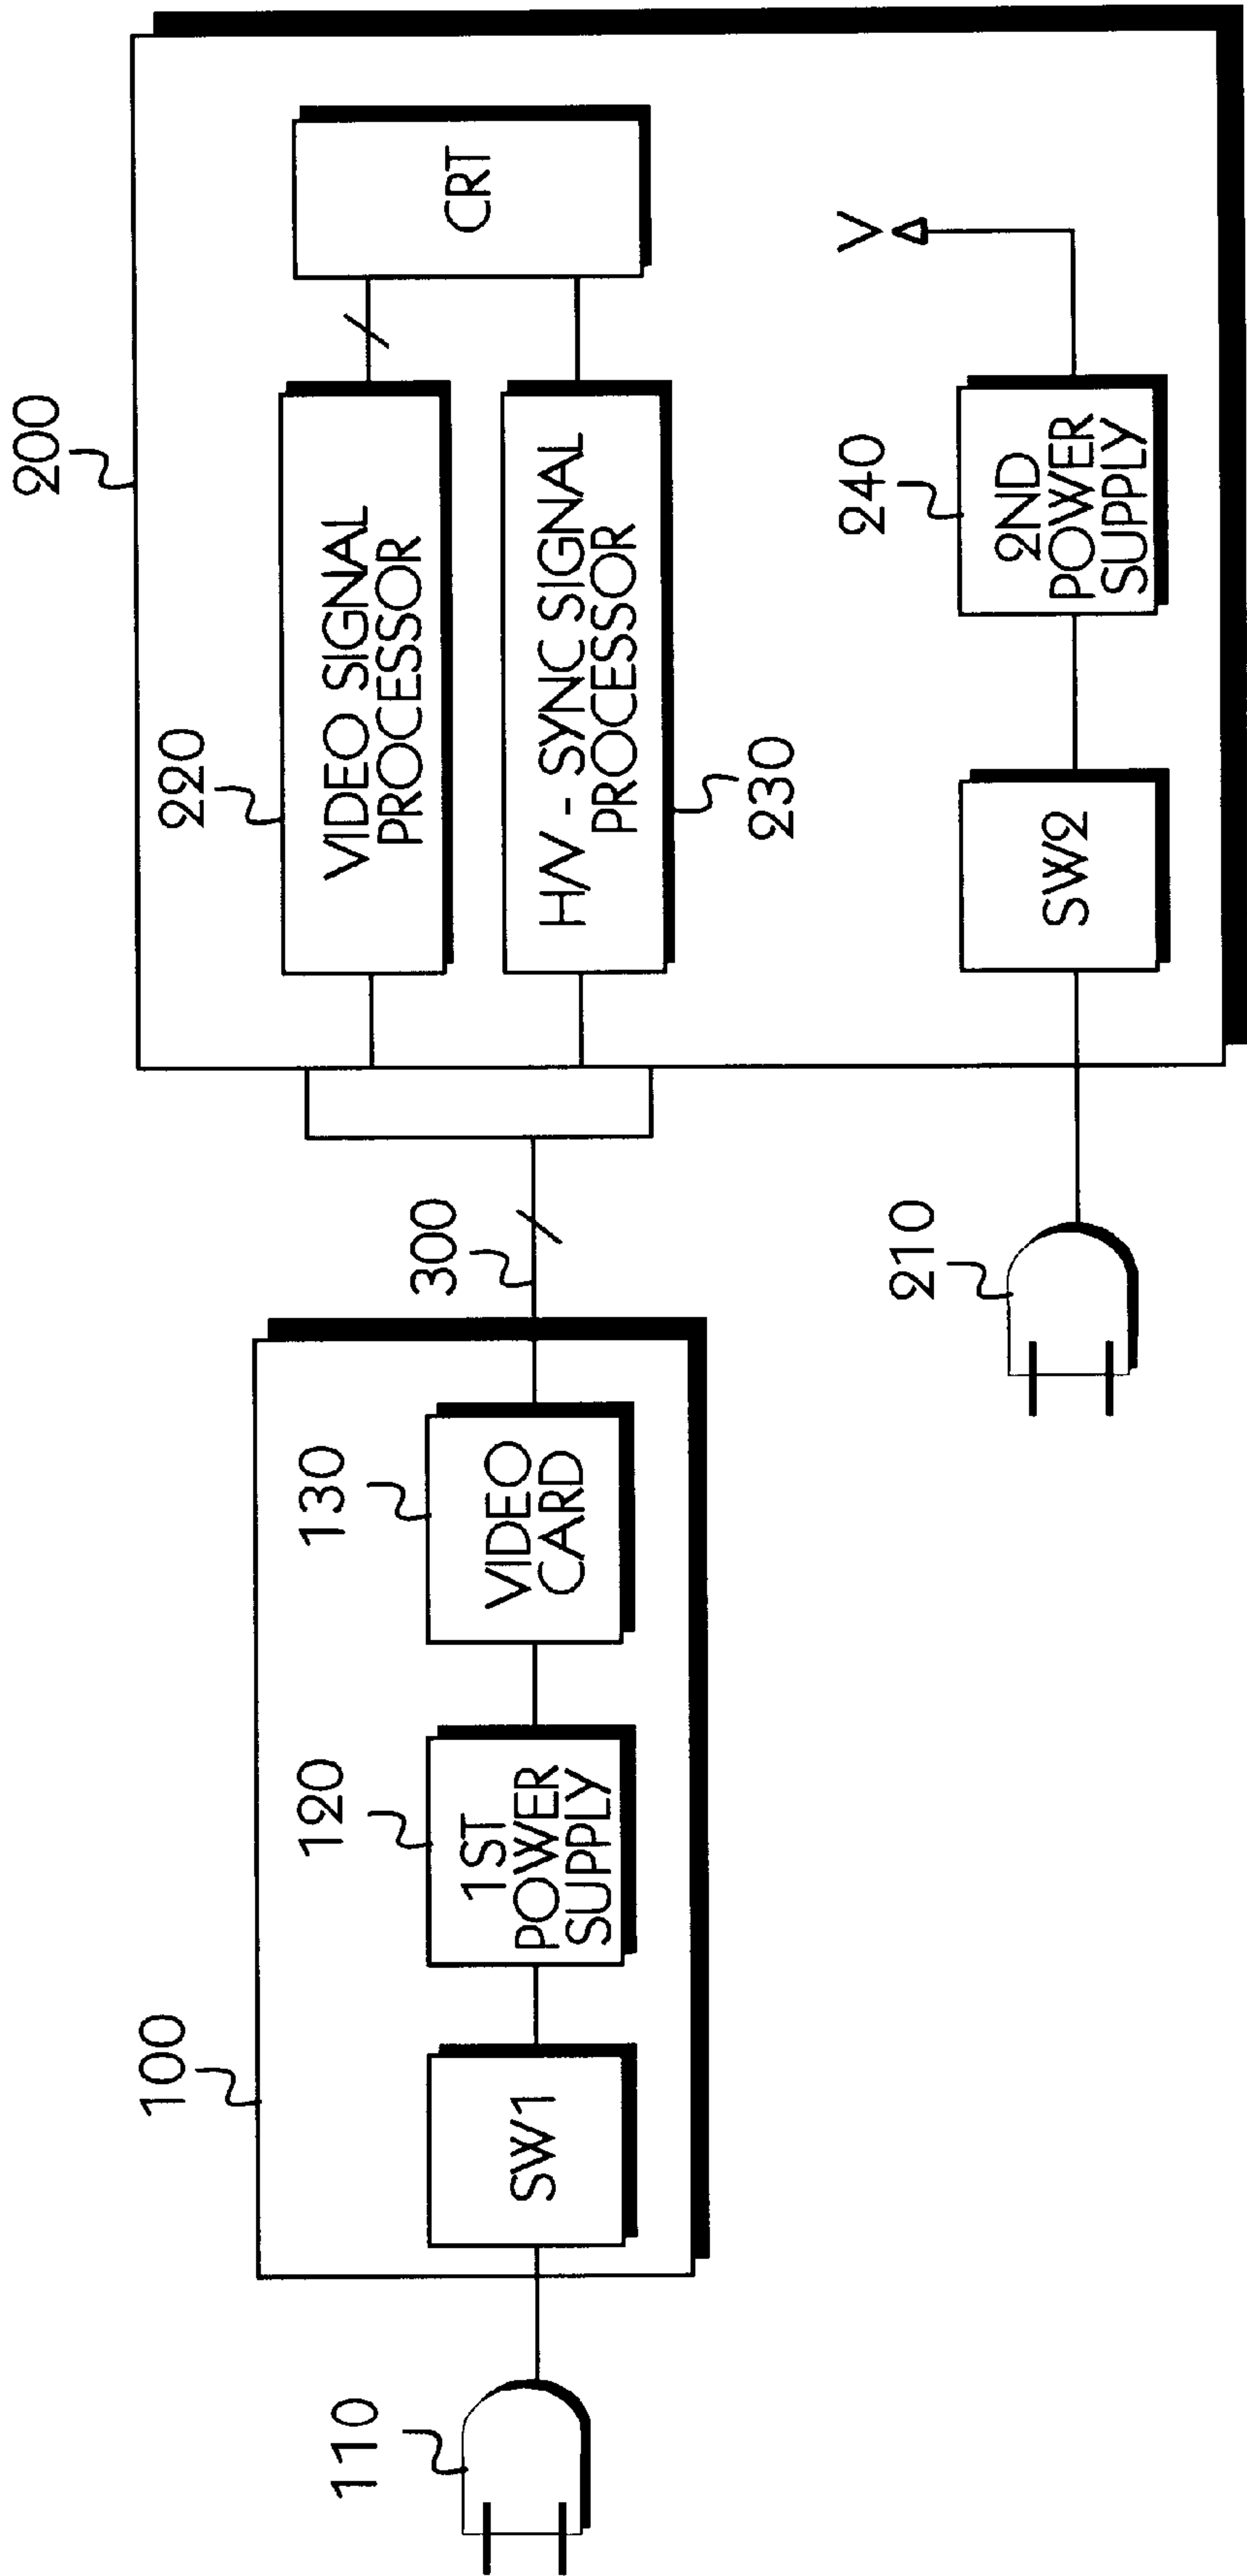 200
220
VIDEO SIGNAL
PROCESSOR
CRT
H/V - SYNC SIGNAL
PROCESSOR
230
100
120
130
300
SW1
1ST
POWER
SUPPLY
VIDEO
CARD
110
V
240
SW2
2ND
POWER
SUPPLY
210